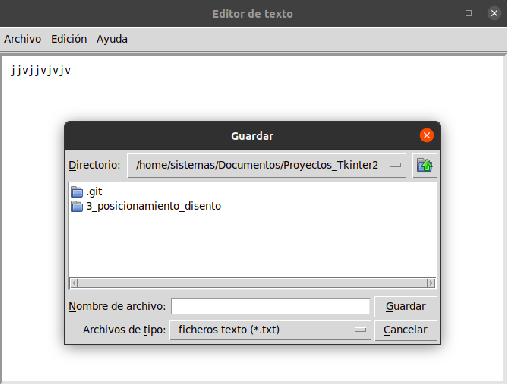 Editor de texto
Archivo Edición Ayuda
jjvjjvjvjv
Guardar
Directorio: /home/sistemas/Documentos/Proyectos_Tkinter2
.git
3_posicionamiento_disento
Nombre de archivo: Guardar
Archivos de tipo: ficheros texto (*.txt) Cancelar